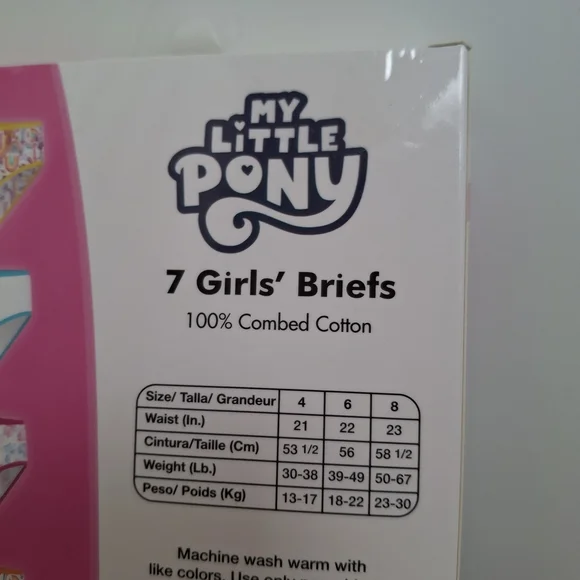 MY
LITTLE
PONY
7 Girls' Briefs
100% Combed Cotton
Size/ Talla/ Grandeur 4 6 8
Waist (In.) 21 22 23
Cintura/Taille (Cm) 53 1/2 56 58 1/2
Weight (Lb.) 30-38 39-49 50-67
Peso/ Poids (Kg) 13-17 18-22 23-30
Machine wash warm with
like colors. Use only